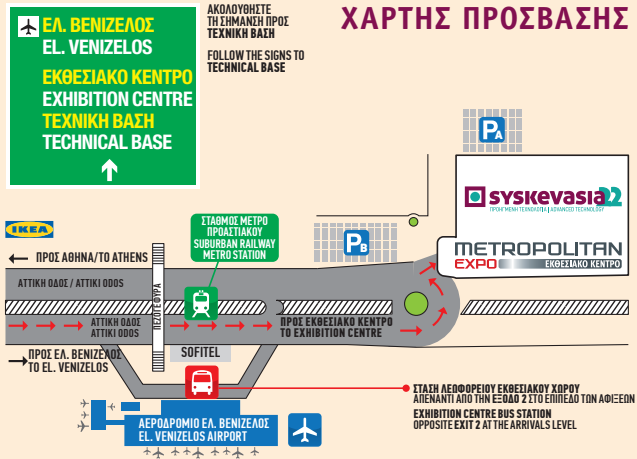 ΕΛ. ΒΕΝΙΖΕΛΟΣ
EL. VENIZELOS
ΕΚΘΕΣΙΑΚΟ ΚΕΝΤΡΟ
EXHIBITION CENTRE
ΤΕΧΝΙΚΗ ΒΑΣΗ
TECHNICAL BASE
ΑΚΟΛΟΥΘΗΣΤΕ
ΤΗ ΣΗΜΑΝΣΗ ΠΡΟΣ
ΤΕΧΝΙΚΗ ΒΑΣΗ
FOLLOW THE SIGNS TO
TECHNICAL BASE
ΧΑΡΤΗΣ ΠΡΟΣΒΑΣΗΣ
PA
syskevasia22
ΠΡΟΗΓΜΕΝΗ ΤΕΧΝΟΛΟΓΙΑ | ADVANCED TECHNOLOGY
METROPOLITAN
EXPO ΕΚΘΕΣΙΑΚΟ ΚΕΝΤΡΟ
IKEA
ΣΤΑΘΜΟΣ ΜΕΤΡΟ
ΠΡΟΑΣΤΙΑΚΟΥ
SUBURBAN RAILWAY
METRO STATION
PB
ΠΡΟΣ ΑΘΗΝΑ/TO ATHENS
ΑΤΤΙΚΗ ΟΔΟΣ / ATTIKI ODOS
ΠΕΖΟΓΕΦΥΡΑ
ΑΤΤΙΚΗ ΟΔΟΣ
ATTIKI ODOS
ΠΡΟΣ ΕΚΘΕΣΙΑΚΟ ΚΕΝΤΡΟ
TO EXHIBITION CENTRE
ΠΡΟΣ ΕΛ. ΒΕΝΙΖΕΛΟΣ
TO EL. VENIZELOS
SOFITEL
ΣΤΑΣΗ ΛΕΩΦΟΡΕΙΟΥ ΕΚΘΕΣΙΑΚΟΥ ΧΩΡΟΥ
ΑΠΕΝΑΝΤΙ ΑΠΟ ΤΗΝ ΕΞΟΔΟ 2 ΣΤΟ ΕΠΙΠΕΔΟ ΤΩΝ ΑΦΙΞΕΩΝ
EXHIBITION CENTRE BUS STATION
OPPOSITE EXIT 2 AT THE ARRIVALS LEVEL
ΑΕΡΟΔΡΟΜΙΟ ΕΛ. ΒΕΝΙΖΕΛΟΣ
EL. VENIZELOS AIRPORT